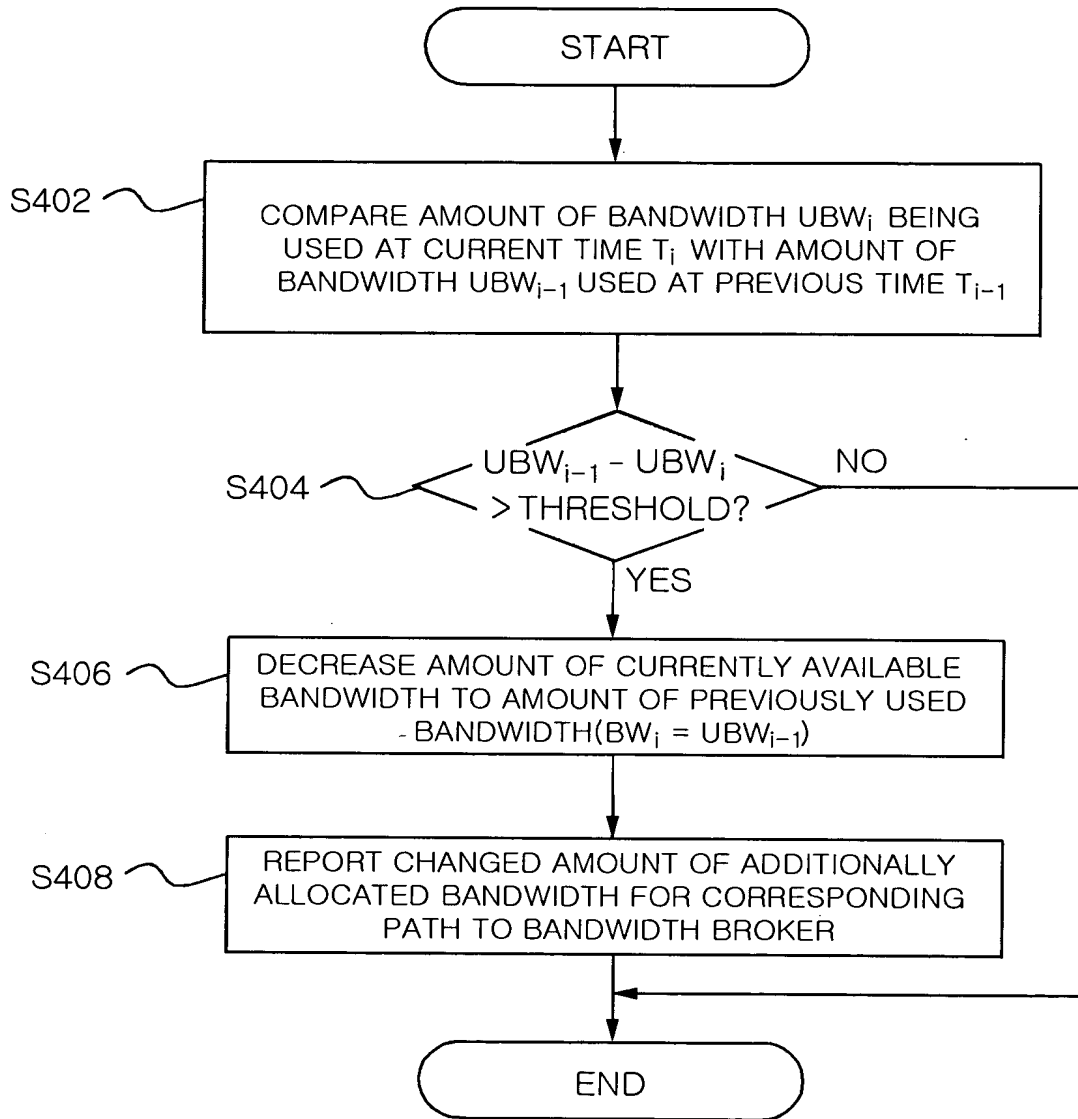 START
S402
COMPARE AMOUNT OF BANDWIDTH UBWi BEING
USED AT CURRENT TIME Ti WITH AMOUNT OF
BANDWIDTH UBWi-1 USED AT PREVIOUS TIME Ti-1
S404
UBWi-1 - UBWi
> THRESHOLD?
NO
YES
S406
DECREASE AMOUNT OF CURRENTLY AVAILABLE
BANDWIDTH TO AMOUNT OF PREVIOUSLY USED
BANDWIDTH(BWi = UBWi-1)
S408
REPORT CHANGED AMOUNT OF ADDITIONALLY
ALLOCATED BANDWIDTH FOR CORRESPONDING
PATH TO BANDWIDTH BROKER
END